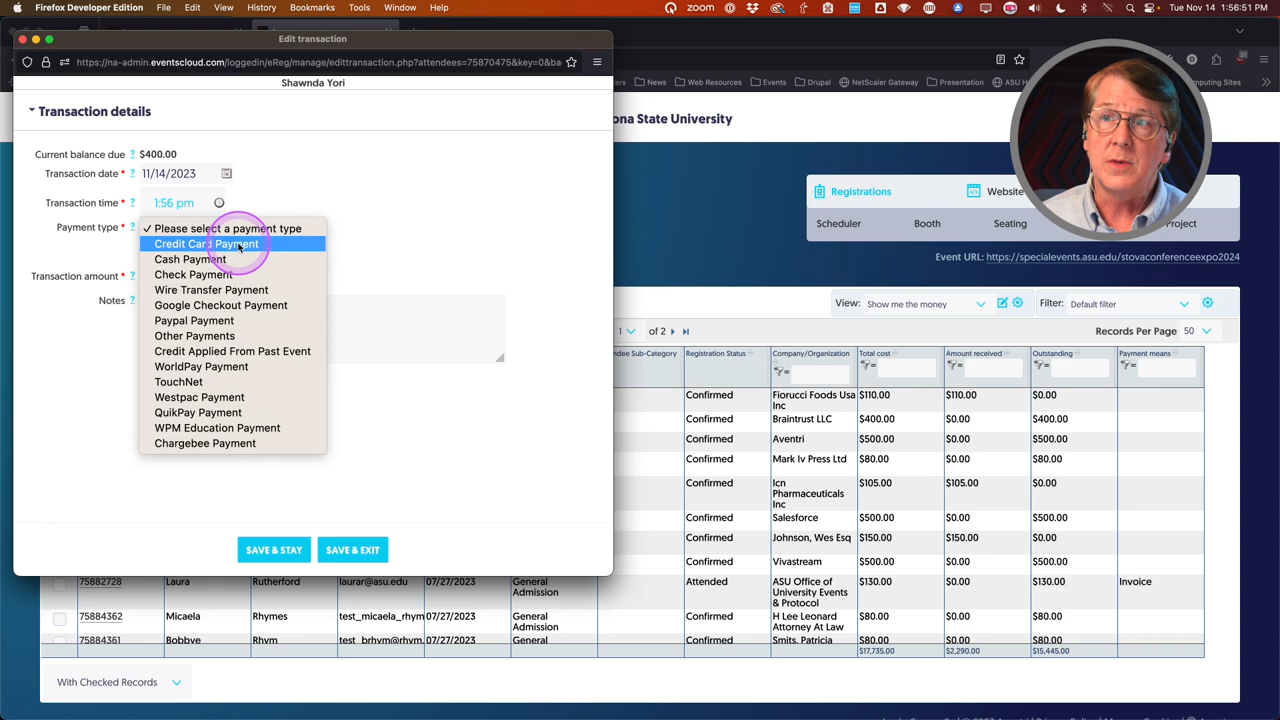 Firefox Developer Edition File Edit View History Bookmarks Tools Window Help zoom Tue Nov 14 1:56:51 PM
Edit transaction
https://na-admin.eventscloud.com/loggedin/eReg/manage/edittransaction.php?attendees=75870475&key=0&ba
News Web Resources Events Drupal NetScaler Gateway Presentation ASU H
Shawnda Yori
Transaction details
ona State University
Current balance due ? $400.00
Transaction date * ? 11/14/2023
Transaction time * ? 1:56 pm
Payment type * ? ✓ Please select a payment type
Credit Card Payment
Cash Payment
Check Payment
Wire Transfer Payment
Google Checkout Payment
Paypal Payment
Other Payments
Credit Applied From Past Event
WorldPay Payment
TouchNet
Westpac Payment
QuikPay Payment
WPM Education Payment
Chargebee Payment
Transaction amount * ?
Notes ?
SAVE & STAY SAVE & EXIT
Registrations Website
Scheduler Booth Seating Project
Event URL: https://specialevents.asu.edu/stovaconferenceexpo2024
View: Show me the money Filter: Default filter
1 of 2 Records Per Page 50
ndee Sub-Category Registration Status Company/Organization Total cost Amount received Outstanding Payment means
Confirmed Fiorucci Foods Usa Inc $110.00 $110.00 $0.00
Confirmed Braintrust LLC $400.00 $0.00 $400.00
Confirmed Aventri $500.00 $0.00 $500.00
Confirmed Mark Iv Press Ltd $80.00 $0.00 $80.00
Confirmed Icn Pharmaceuticals Inc $105.00 $105.00 $0.00
Confirmed Salesforce $500.00 $0.00 $500.00
Confirmed Johnson, Wes Esq $150.00 $150.00 $0.00
Confirmed Vivastream $500.00 $0.00 $500.00
75882728 Laura Rutherford laurar@asu.edu 07/27/2023 General Admission Attended ASU Office of University Events & Protocol $130.00 $0.00 $130.00 Invoice
75884362 Micaela Rhymes test_micaela_rhym 07/27/2023 General Admission Confirmed H Lee Leonard Attorney At Law $80.00 $0.00 $80.00
75884361 Bobbye Rhym test_brhym@rhym. 07/27/2023 General Confirmed Smits, Patricia $80.00 $0.00 $80.00
$17,735.00 $2,290.00 $15,445.00
With Checked Records